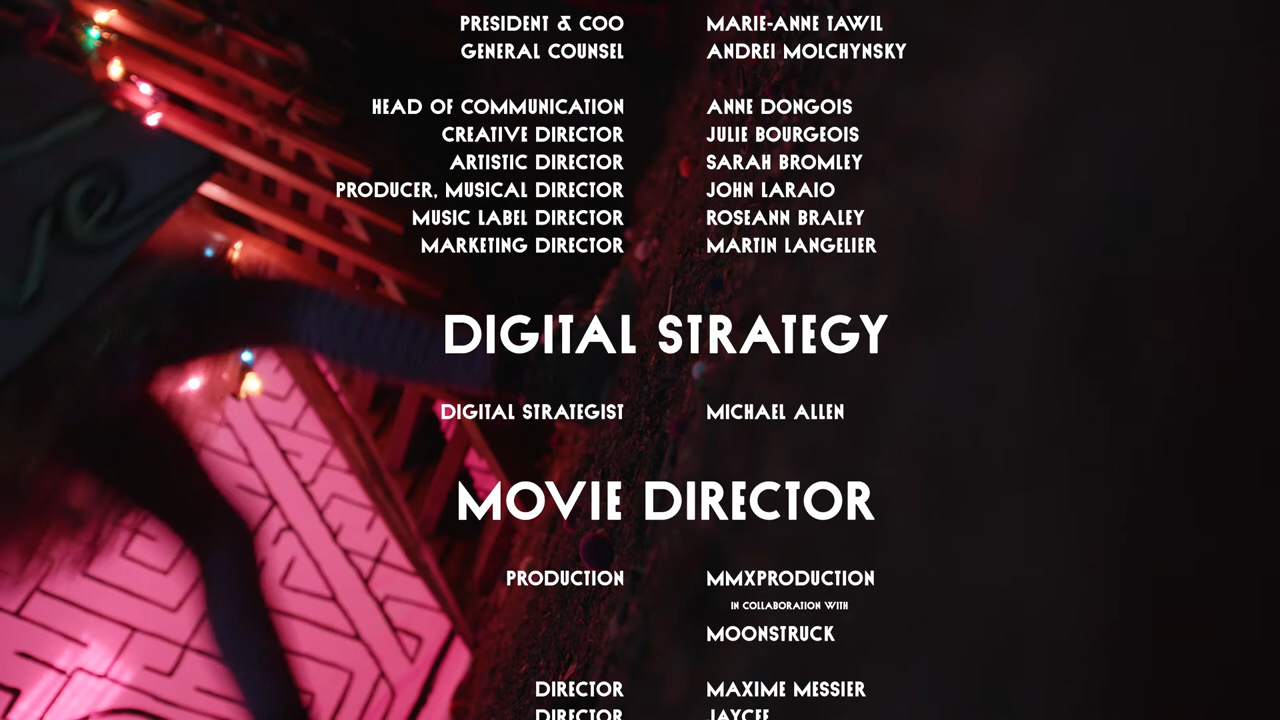 PRESIDENT & COO MARIE-ANNE TAWIL
GENERAL COUNSEL ANDREI MOLCHYNSKY
HEAD OF COMMUNICATION ANNE DONGOIS
CREATIVE DIRECTOR JULIE BOURGEOIS
ARTISTIC DIRECTOR SARAH BROMLEY
PRODUCER, MUSICAL DIRECTOR JOHN LARAIO
MUSIC LABEL DIRECTOR ROSEANN BRALEY
MARKETING DIRECTOR MARTIN LANGELIER
DIGITAL STRATEGY
DIGITAL STRATEGIST MICHAEL ALLEN
MOVIE DIRECTOR
PRODUCTION MMXPRODUCTION
IN COLLABORATION WITH
MOONSTRUCK
DIRECTOR MAXIME MESSIER
DIRECTOR JAYCEE